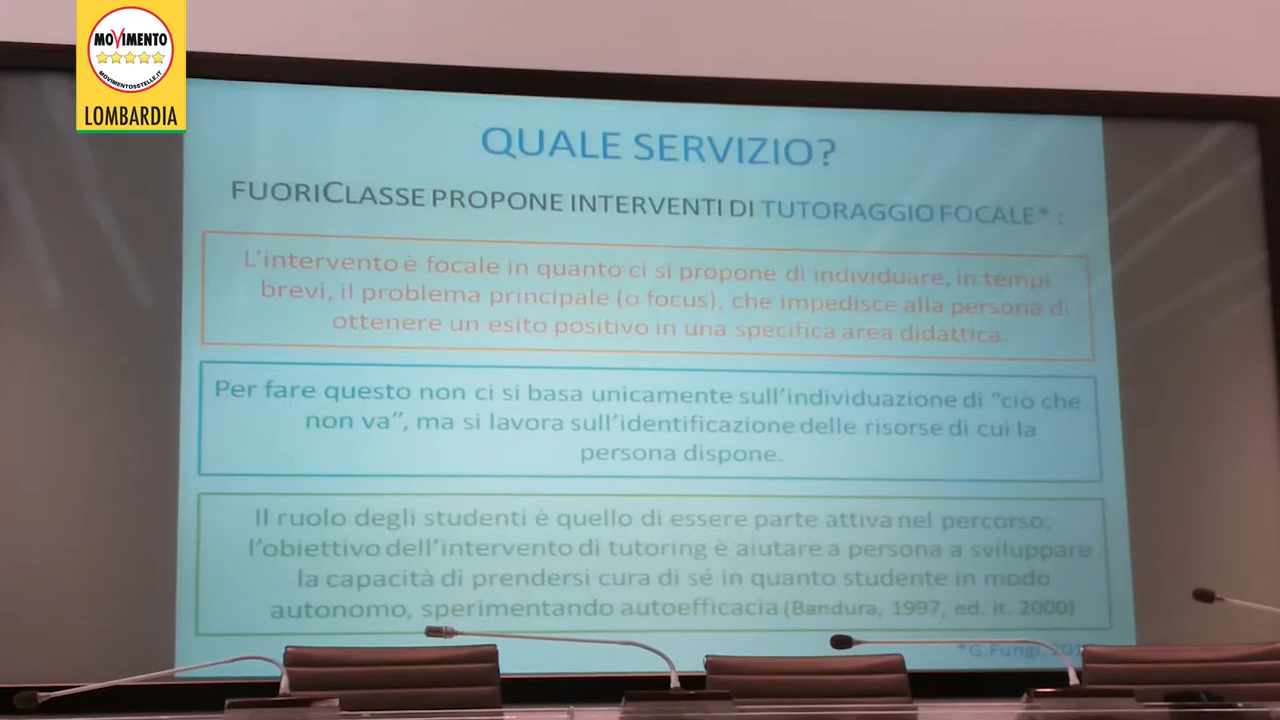 MOVIMENTO
MOVIMENTO5STELLE.IT
LOMBARDIA
QUALE SERVIZIO?
FUORICLASSE PROPONE INTERVENTI DI TUTORAGGIO FOCALE* :
L'intervento è focale in quanto ci si propone di individuare, in tempi
brevi, il problema principale (o focus), che impedisce alla persona di
ottenere un esito positivo in una specifica area didattica.
Per fare questo non ci si basa unicamente sull'individuazione di "ciò che
non va", ma si lavora sull'identificazione delle risorse di cui la
persona dispone.
Il ruolo degli studenti è quello di essere parte attiva nel percorso;
l'obiettivo dell'intervento di tutoring è aiutare a persona a sviluppare
la capacità di prendersi cura di sé in quanto studente in modo
autonomo, sperimentando autoefficacia (Bandura, 1997, ed. it. 2000)
*G.Fungi,